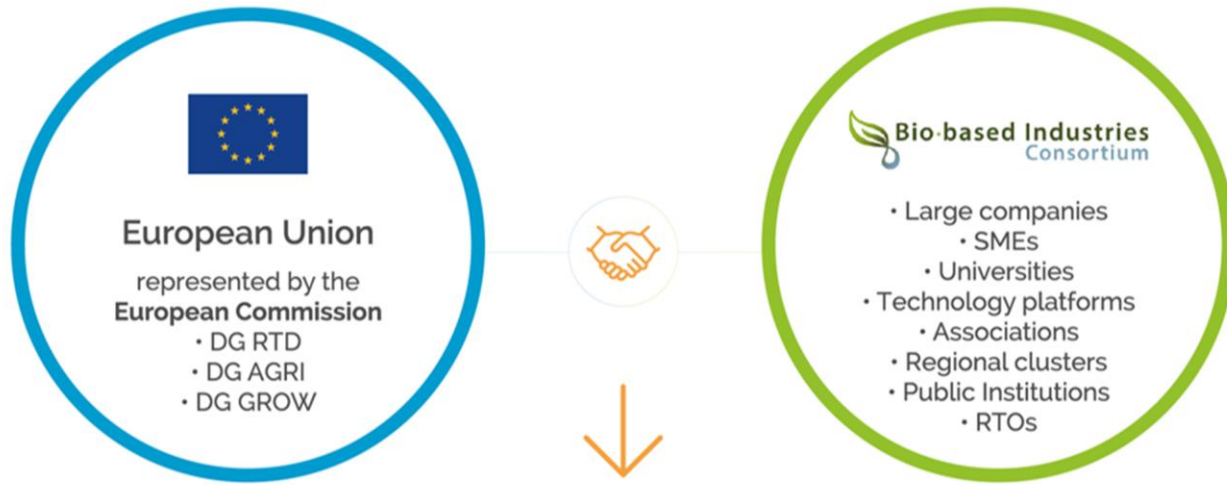 European Union
represented by the
European Commission
• DG RTD
• DG AGRI
• DG GROW
Bio-based Industries
Consortium
• Large companies
• SMEs
• Universities
• Technology platforms
• Associations
• Regional clusters
• Public Institutions
• RTOs